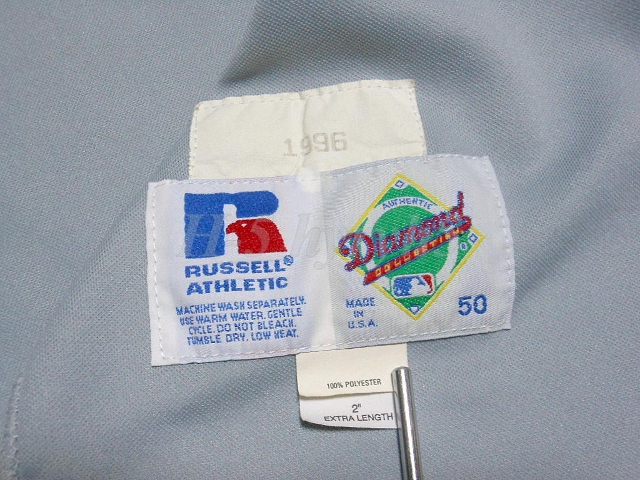 1996
RUSSELL®
ATHLETIC
MACHINE WASH SEPARATELY.
USE WARM WATER. GENTLE
CYCLE. DO NOT BLEACH.
TUMBLE DRY. LOW HEAT.
AUTHENTIC
Diamond
COLLECTION
MADE
IN
U.S.A.
50
100% POLYESTER
2"
EXTRA LENGTH